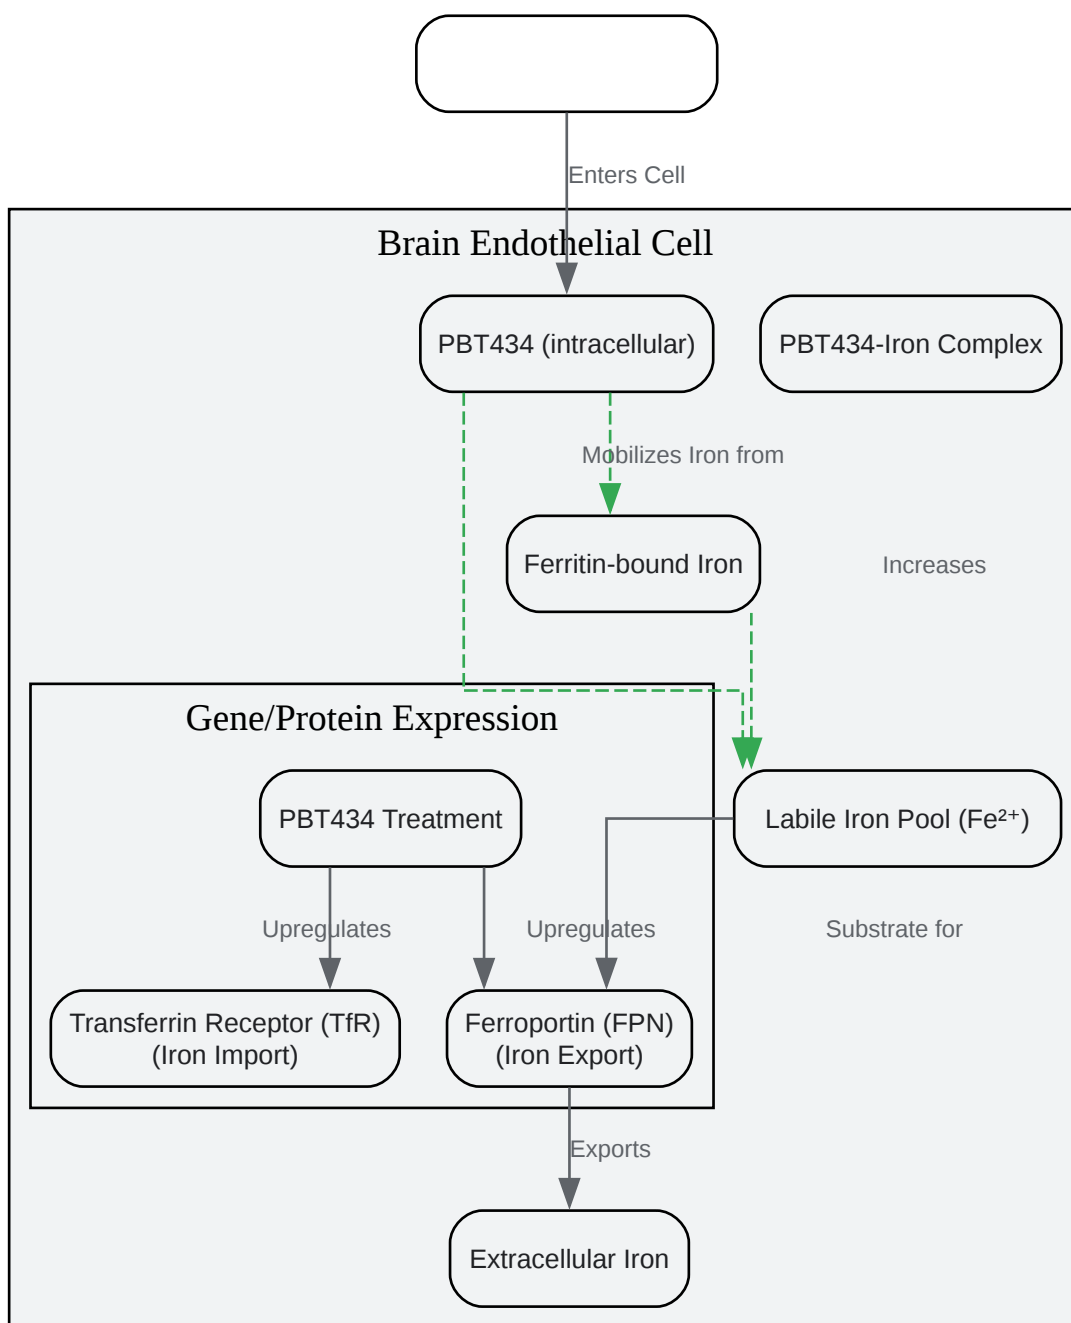 Enters Cell
Brain Endothelial Cell
PBT434 (intracellular)
PBT434-Iron Complex
Mobilizes Iron from
Ferritin-bound Iron
Increases
Gene/Protein Expression
PBT434 Treatment
Labile Iron Pool (Fe²⁺)
Upregulates
Upregulates
Substrate for
Transferrin Receptor (TfR)
(Iron Import)
Ferroportin (FPN)
(Iron Export)
Exports
Extracellular Iron